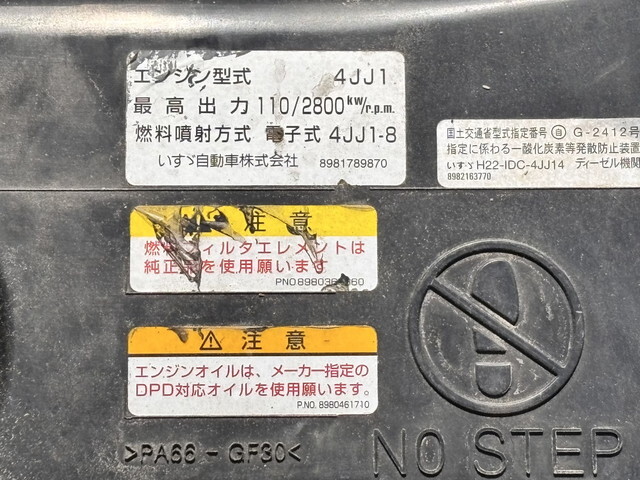 エンジン型式 4JJ1
最高出力 110/2800kW/r.p.m.
燃料噴射方式 電子式 4JJ1-8
いすゞ自動車株式会社 8981789870
国土交通省型式指定番号 自 G-2412号
指定に係わる一酸化炭素等発散防止装置
いすゞH22-IDC-4JJ14 ディーゼル機関
8982163770
注意
燃料フィルタエレメントは
純正品を使用願います
⚠ 注意
エンジンオイルは、メーカー指定の
DPD対応オイルを使用願います。
P.NO. 8980461710
>PA66-GF30<
NO STEP